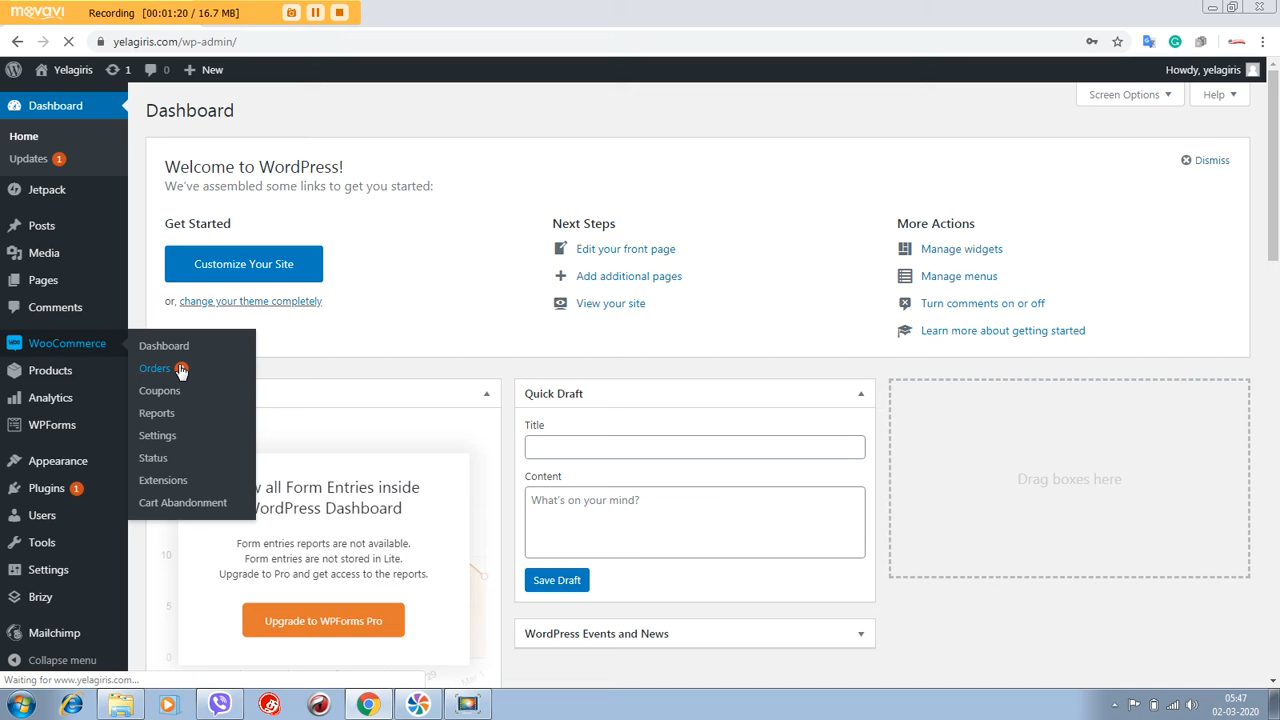 movavi Recording [00:01:20 / 16.7 MB]
yelagiris.com/wp-admin/
Yelagiris 1 0 New
Howdy, yelagiris
Screen Options
Help
Dashboard
Home
Updates 1
Jetpack
Posts
Media
Pages
Comments
WooCommerce
Products
Analytics
WPForms
Appearance
Plugins 1
Users
Tools
Settings
Brizy
Mailchimp
Collapse menu
Dashboard
Orders
Coupons
Reports
Settings
Status
Extensions
Cart Abandonment
Dashboard
Welcome to WordPress!
We've assembled some links to get you started:
Dismiss
Get Started
Customize Your Site
or, change your theme completely
Next Steps
Edit your front page
Add additional pages
View your site
More Actions
Manage widgets
Manage menus
Turn comments on or off
Learn more about getting started
all Form Entries inside
WordPress Dashboard
Form entries reports are not available.
Form entries are not stored in Lite.
Upgrade to Pro and get access to the reports.
Upgrade to WPForms Pro
10
5
0
Quick Draft
Title
Content
What's on your mind?
Save Draft
WordPress Events and News
Drag boxes here
Waiting for www.yelagiris.com...
05:47
02-03-2020